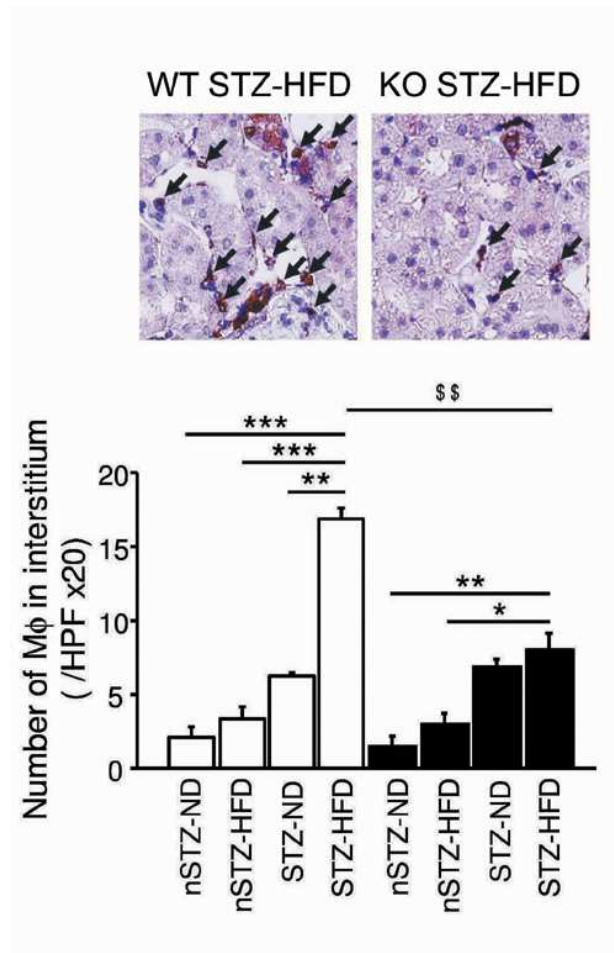 WT STZ-HFD KO STZ-HFD
$$
***
***
**
**
*
Number of Mϕ in interstitium
( /HPF x20)
20
15
10
5
0
nSTZ-ND
nSTZ-HFD
STZ-ND
STZ-HFD
nSTZ-ND
nSTZ-HFD
STZ-ND
STZ-HFD